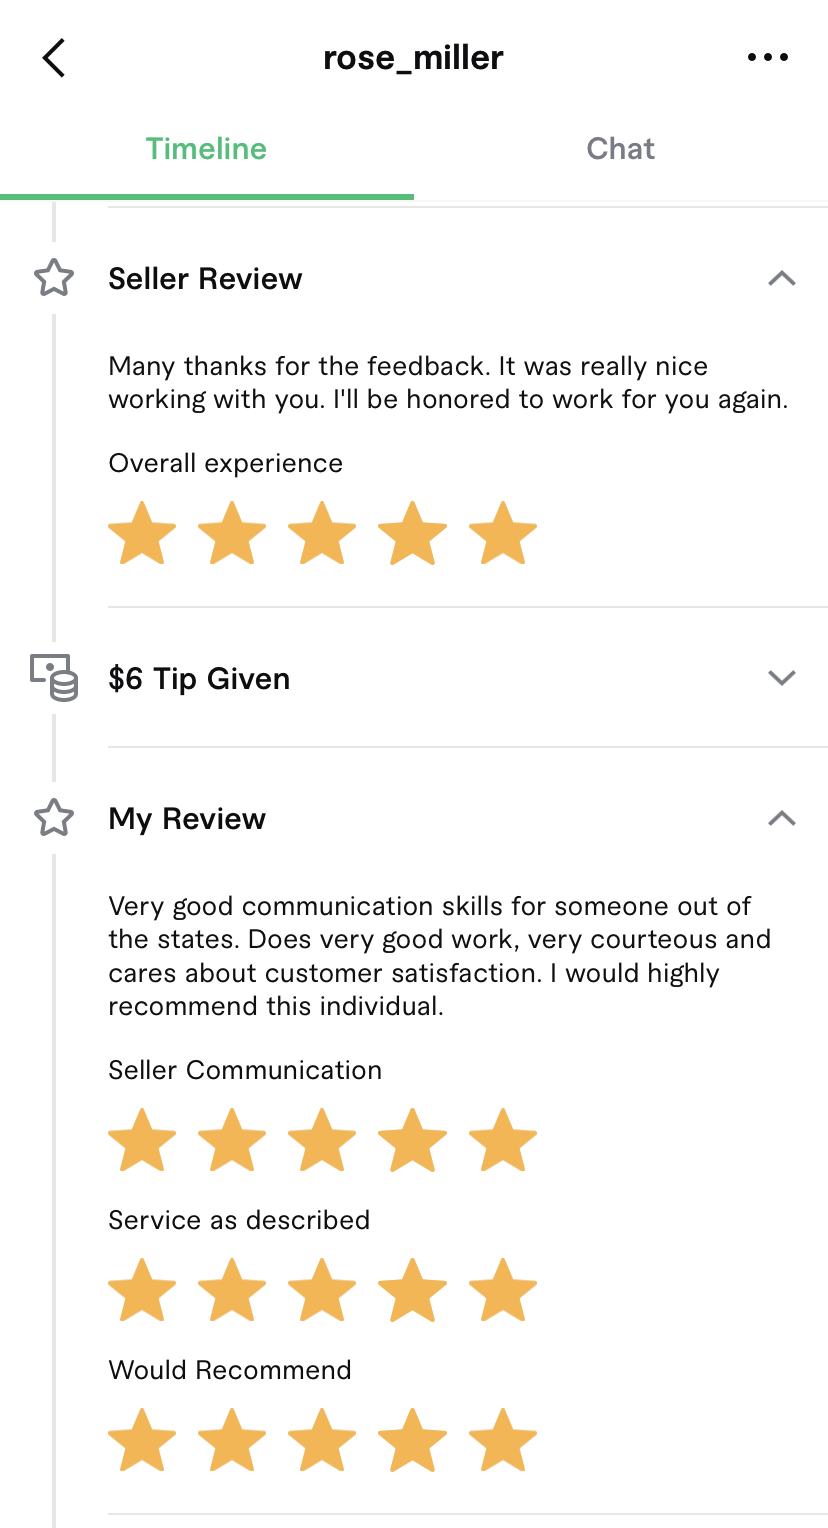 rose_miller
Timeline
Chat
Seller Review
Many thanks for the feedback. It was really nice
working with you. I'll be honored to work for you again.
Overall experience
$6 Tip Given
My Review
Very good communication skills for someone out of
the states. Does very good work, very courteous and
cares about customer satisfaction. I would highly
recommend this individual.
Seller Communication
Service as described
Would Recommend